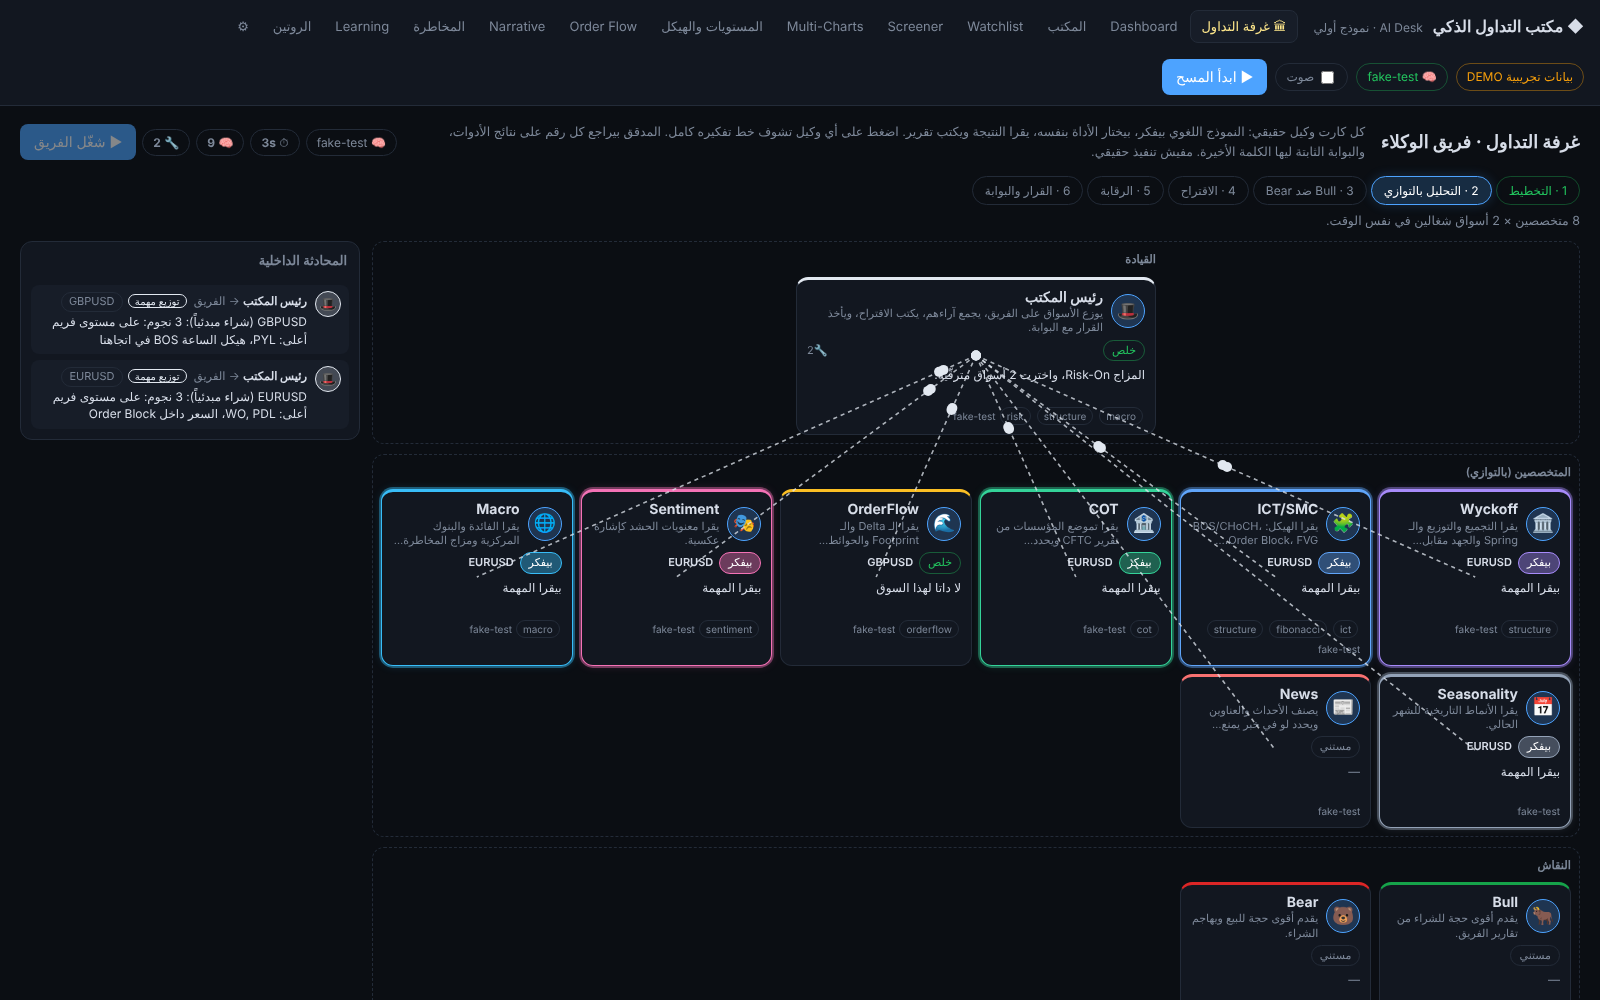 ◆ مكتب التداول الذكي AI Desk · نموذج أولي
🏛 غرفة التداول
Dashboard
المكتب
Watchlist
Screener
Multi-Charts
المستويات والهيكل
Order Flow
Narrative
المخاطرة
Learning
الروتين
⚙
بيانات تجريبية DEMO
🧠 fake-test
صوت
▶ ابدأ المسح
غرفة التداول · فريق الوكلاء
كل كارت وكيل حقيقي: النموذج اللغوي بيفكر، بيختار الأداة بنفسه، يقرا النتيجة ويكتب تقرير. اضغط على أي وكيل تشوف خط تفكيره كامل. المدقق بيراجع كل رقم على نتائج الأدوات،
والبوابة الثابتة ليها الكلمة الأخيرة. مفيش تنفيذ حقيقي.
🧠 fake-test
⏱ 3s
🧠 9
🔧 2
▶ شغّل الفريق
1 · التخطيط
2 · التحليل بالتوازي
3 · Bull ضد Bear
4 · الاقتراح
5 · الرقابة
6 · القرار والبوابة
8 متخصصين × 2 أسواق شغالين في نفس الوقت.
القيادة
رئيس المكتب
يوزع الأسواق على الفريق، يجمع آراءهم، يكتب الاقتراح، ويأخذ
القرار مع البوابة.
خلص
🔧2
المزاج Risk-On، واخترت 2 أسواق مترقية.
macro structure risk fake-test
المتخصصين (بالتوازي)
Wyckoff
يقرا التجميع والتوزيع والـ
Spring والجهد مقابل...
بيفكر EURUSD
بيقرا المهمة
structure fake-test
ICT/SMC
يقرا الهيكل: BOS/CHoCH،
Order Block، FVG...
بيفكر EURUSD
بيقرا المهمة
ict fibonacci structure
fake-test
COT
يقرا تموضع المؤسسات من
تقرير CFTC ويحدد...
بيفكر EURUSD
بيقرا المهمة
cot fake-test
OrderFlow
يقرا الـ Delta والـ
Footprint والحوائط...
خلص GBPUSD
لا داتا لهذا السوق
orderflow fake-test
Sentiment
يقرا معنويات الحشد كإشارة
عكسية.
بيفكر EURUSD
بيقرا المهمة
sentiment fake-test
Macro
يقرا الفائدة والبنوك
المركزية ومزاج المخاطرة...
بيفكر EURUSD
بيقرا المهمة
macro fake-test
Seasonality
يقرا الأنماط التاريخية للشهر
الحالي.
بيفكر EURUSD
بيقرا المهمة
fake-test
News
يصنف الأحداث والعناوين
ويحدد لو في خبر يمنع...
مستني
—
fake-test
النقاش
Bull
يقدم أقوى حجة للشراء من
تقارير الفريق.
مستني
—
Bear
يقدم أقوى حجة للبيع ويهاجم
الشراء.
مستني
—
المحادثة الداخلية
رئيس المكتب → الفريق توزيع مهمة GBPUSD
GBPUSD (شراء مبدئياً): 3 نجوم: على مستوى فريم
أعلى: PYL، هيكل الساعة BOS في اتجاهنا
رئيس المكتب → الفريق توزيع مهمة EURUSD
EURUSD (شراء مبدئياً): 3 نجوم: على مستوى فريم
أعلى: WO, PDL، السعر داخل Order Block